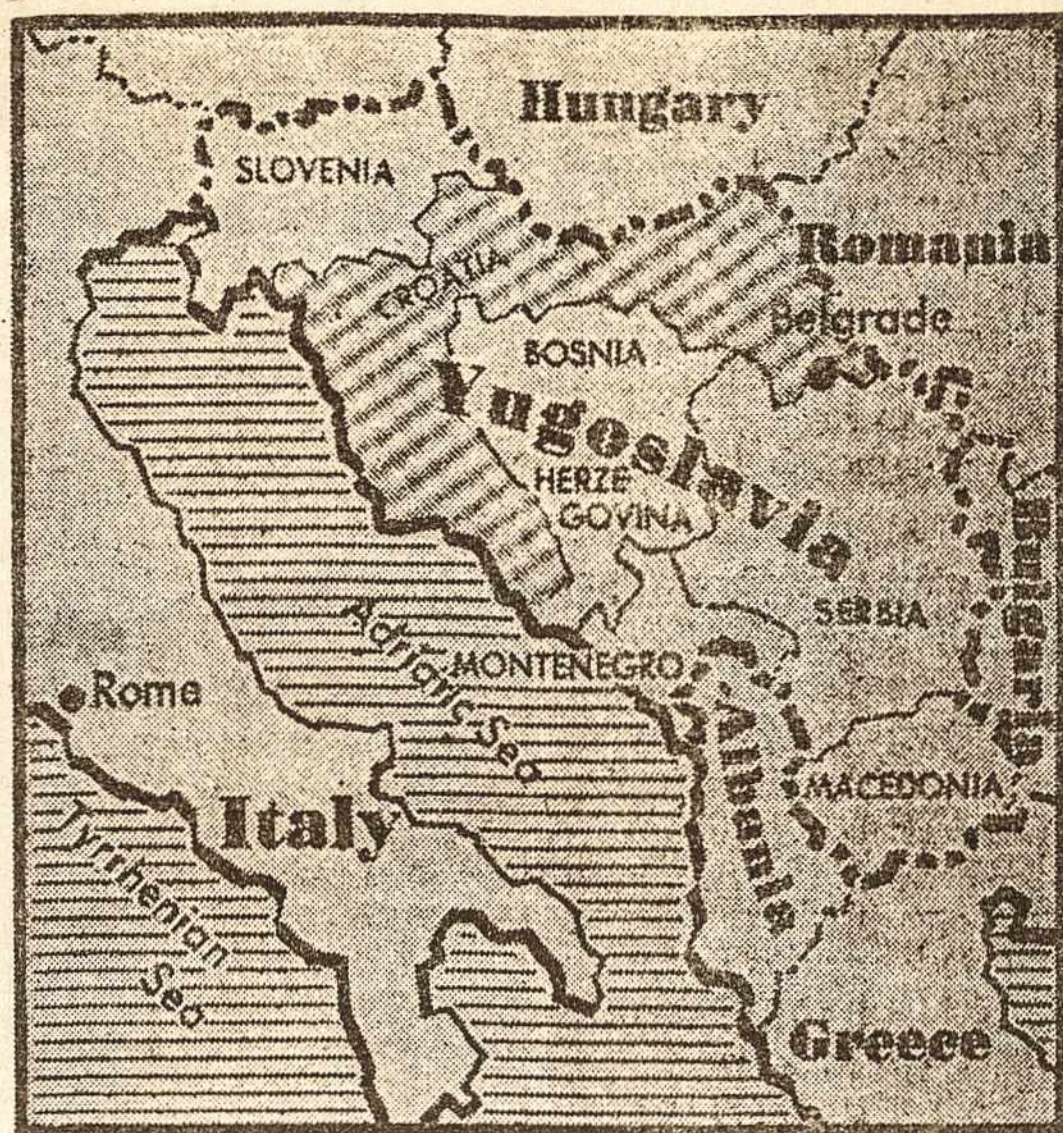 Hungary
SLOVENIA
Romania
CROATIA
Belgrade
BOSNIA
Yugoslavia
HERZE
GOVINA
SERBIA
Bulgaria
Adriatic Sea
MONTENEGRO
Rome
Albania
MACEDONIA
Italy
Tyrrhenian
Sea
Greece